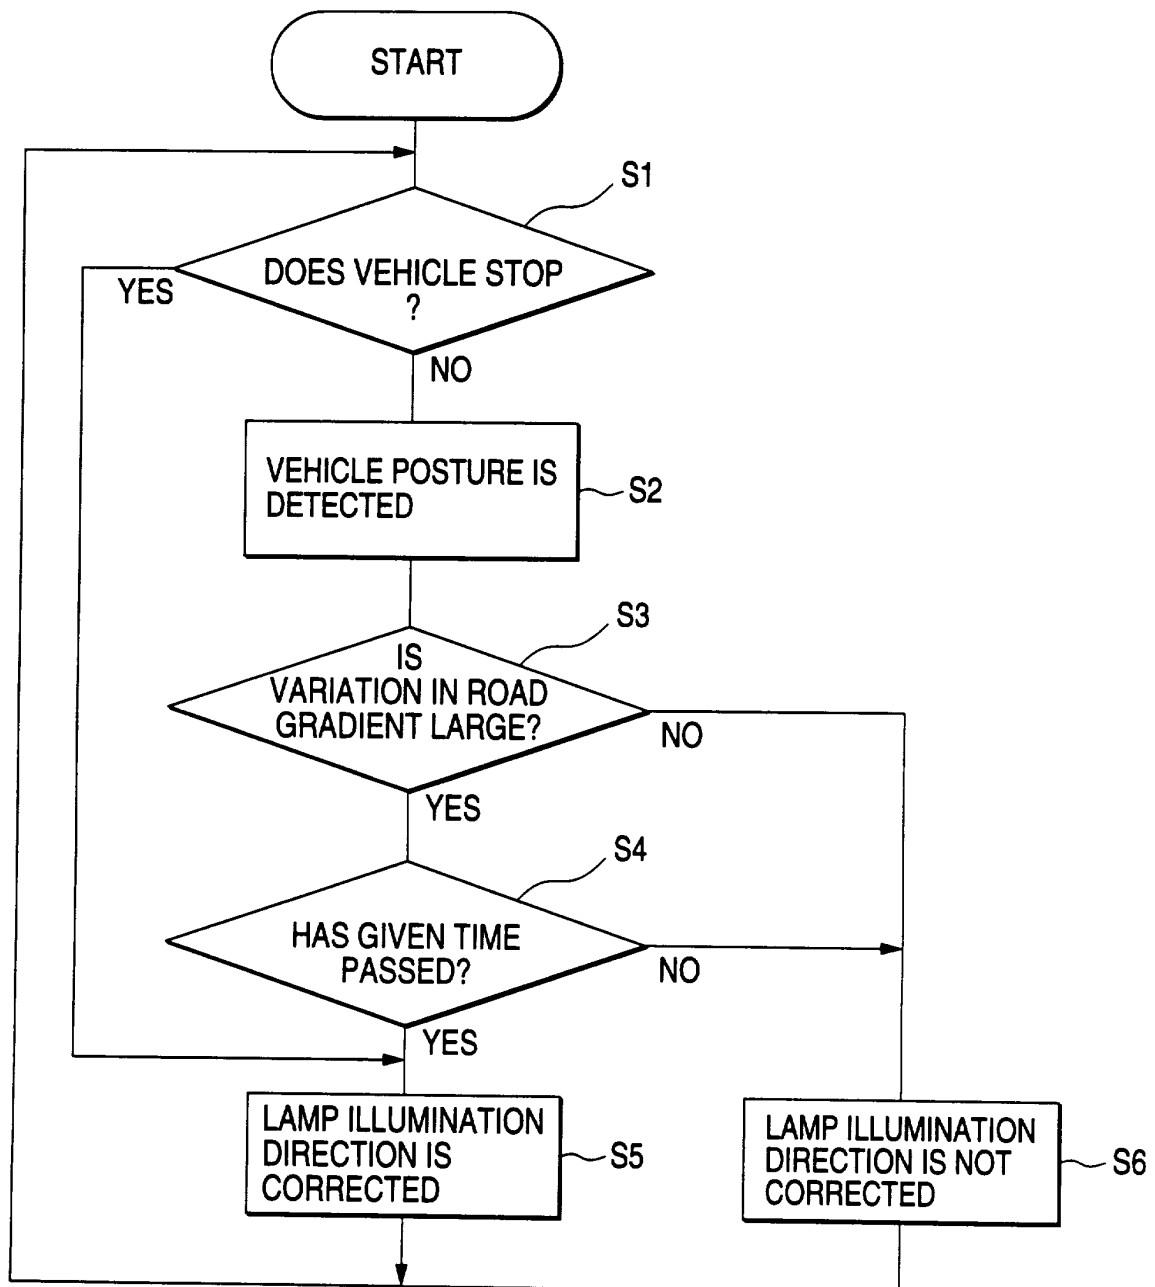 START
S1
DOES VEHICLE STOP
?
YES
NO
VEHICLE POSTURE IS
DETECTED
S2
S3
IS
VARIATION IN ROAD
GRADIENT LARGE?
NO
YES
S4
HAS GIVEN TIME
PASSED?
NO
YES
LAMP ILLUMINATION
DIRECTION IS
CORRECTED
S5
LAMP ILLUMINATION
DIRECTION IS NOT
CORRECTED
S6